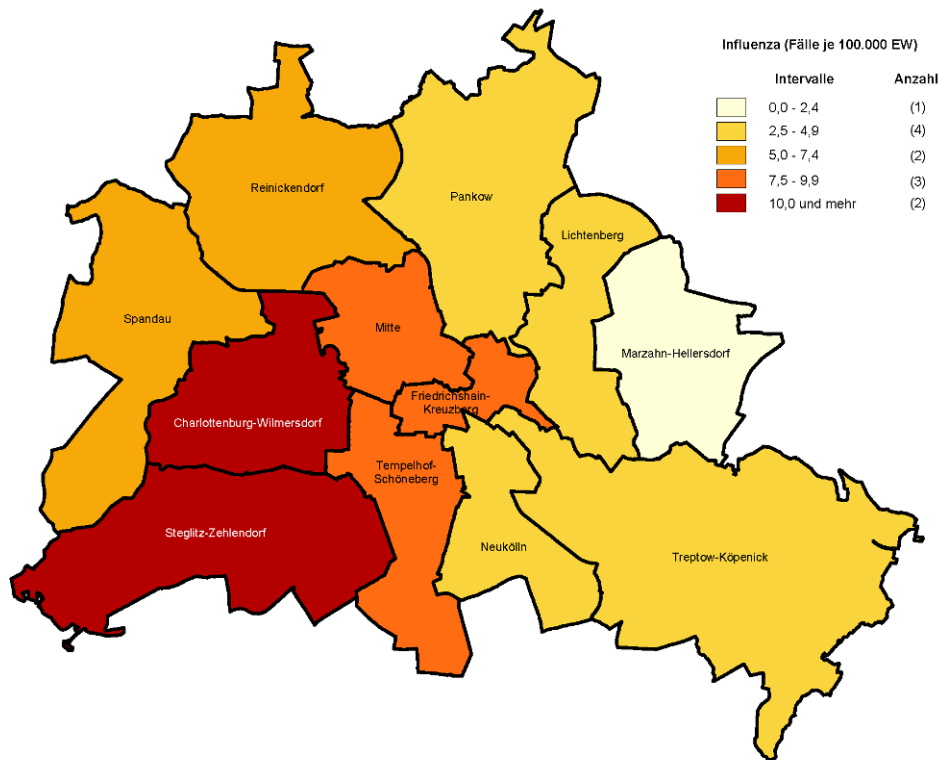 Influenza (Fälle je 100.000 EW)
Intervalle Anzahl
0,0 - 2,4 (1)
2,5 - 4,9 (4)
5,0 - 7,4 (2)
7,5 - 9,9 (3)
10,0 und mehr (2)
Reinickendorf
Pankow
Lichtenberg
Spandau
Mitte
Marzahn-Hellersdorf
Friedrichshain-
Kreuzberg
Charlottenburg-Wilmersdorf
Tempelhof-
Schöneberg
Steglitz-Zehlendorf
Neukölln
Treptow-Köpenick